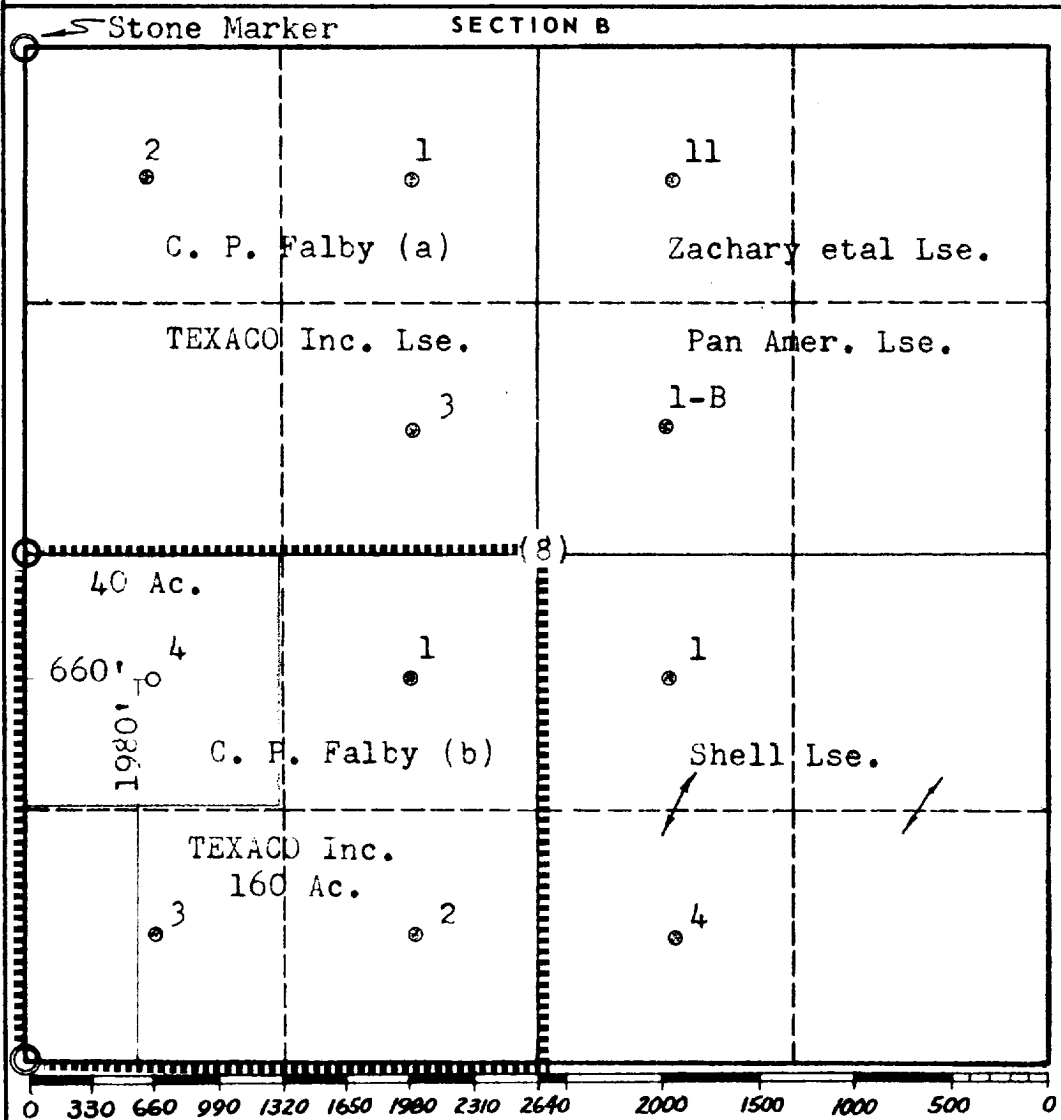 Stone Marker SECTION B
2 1 11
C. P. Falby (a) Zachary etal Lse.
TEXACO Inc. Lse. Pan Amer. Lse.
3 1-B
(8)
40 Ac.
4 1 1
660'
1980'
C. P. Falby (b) Shell Lse.
TEXACO Inc.
160 Ac.
3 2 4
0 330 660 990 1320 1650 1980 2310 2640 2000 1500 1000 500 0